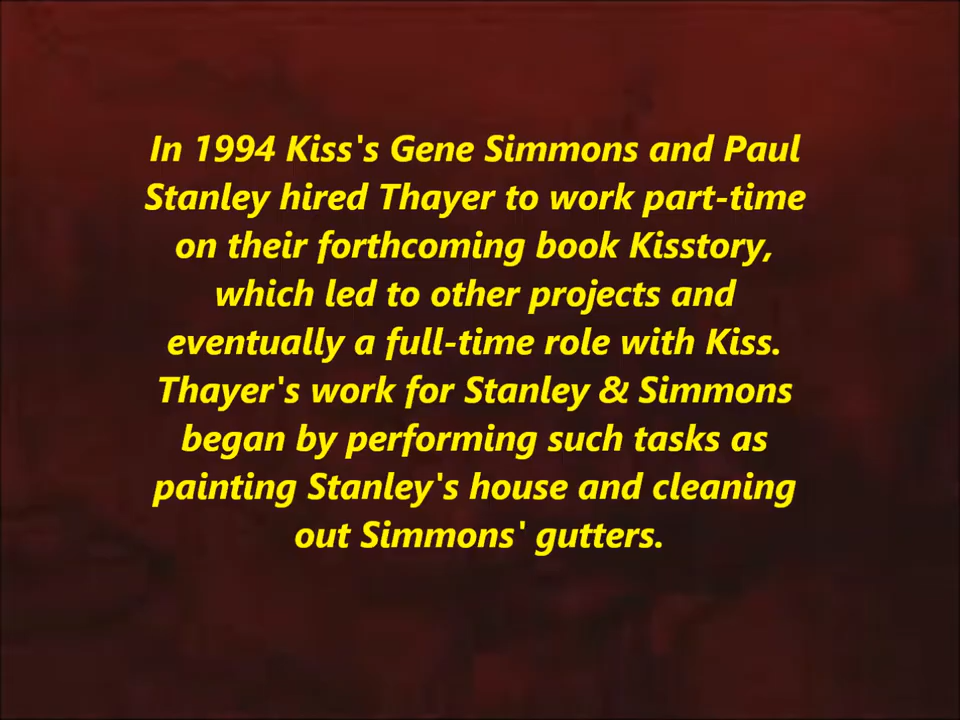 In 1994 Kiss's Gene Simmons and Paul
Stanley hired Thayer to work part-time
on their forthcoming book Kisstory,
which led to other projects and
eventually a full-time role with Kiss.
Thayer's work for Stanley & Simmons
began by performing such tasks as
painting Stanley's house and cleaning
out Simmons' gutters.